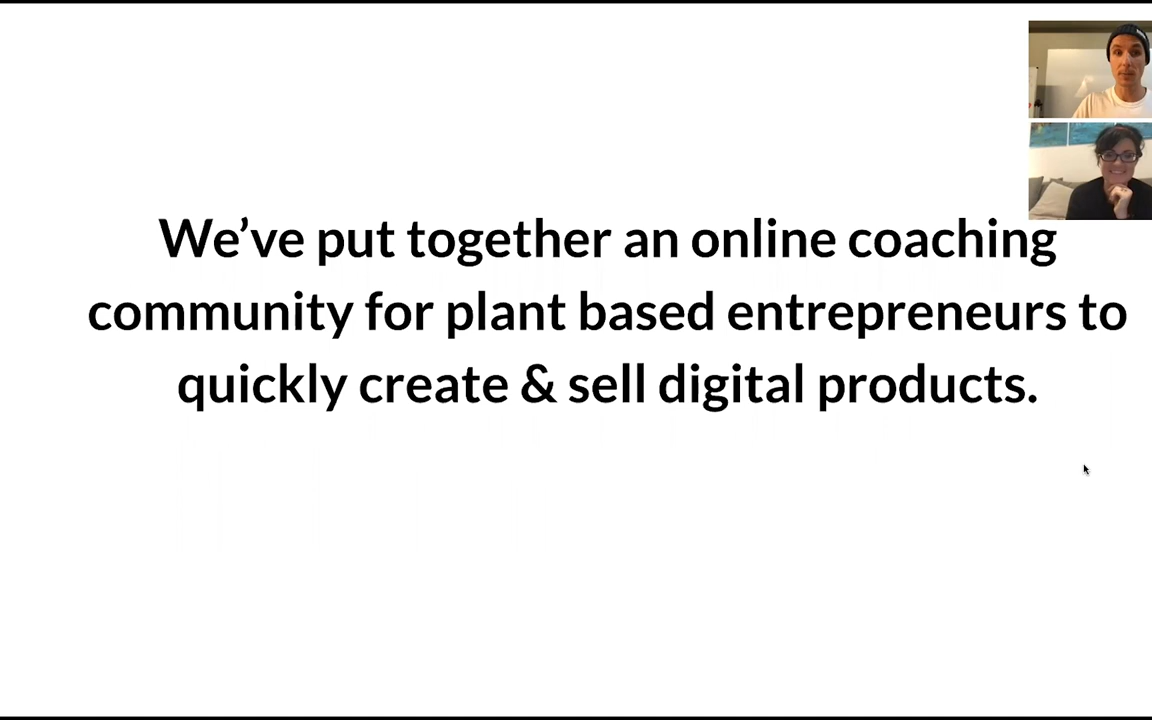 We’ve put together an online coaching
community for plant based entrepreneurs to
quickly create & sell digital products.